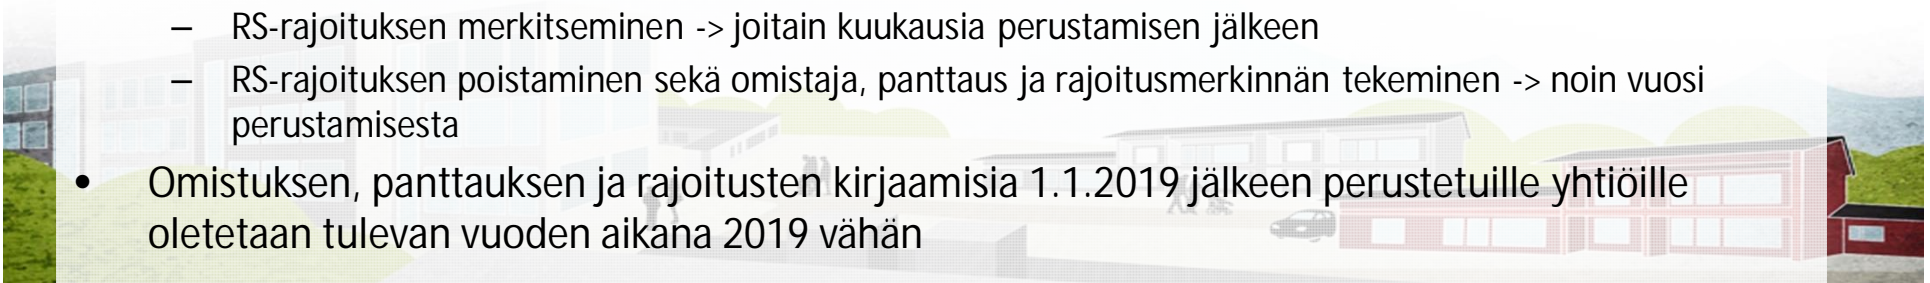 – RS-rajoituksen merkitseminen -> joitain kuukausia perustamisen jälkeen
– RS-rajoituksen poistaminen sekä omistaja, panttaus ja rajoitusmerkinnän tekeminen -> noin vuosi
perustamisesta
• Omistuksen, panttauksen ja rajoitusten kirjaamisia 1.1.2019 jälkeen perustetuille yhtiöille
oletetaan tulevan vuoden aikana 2019 vähän